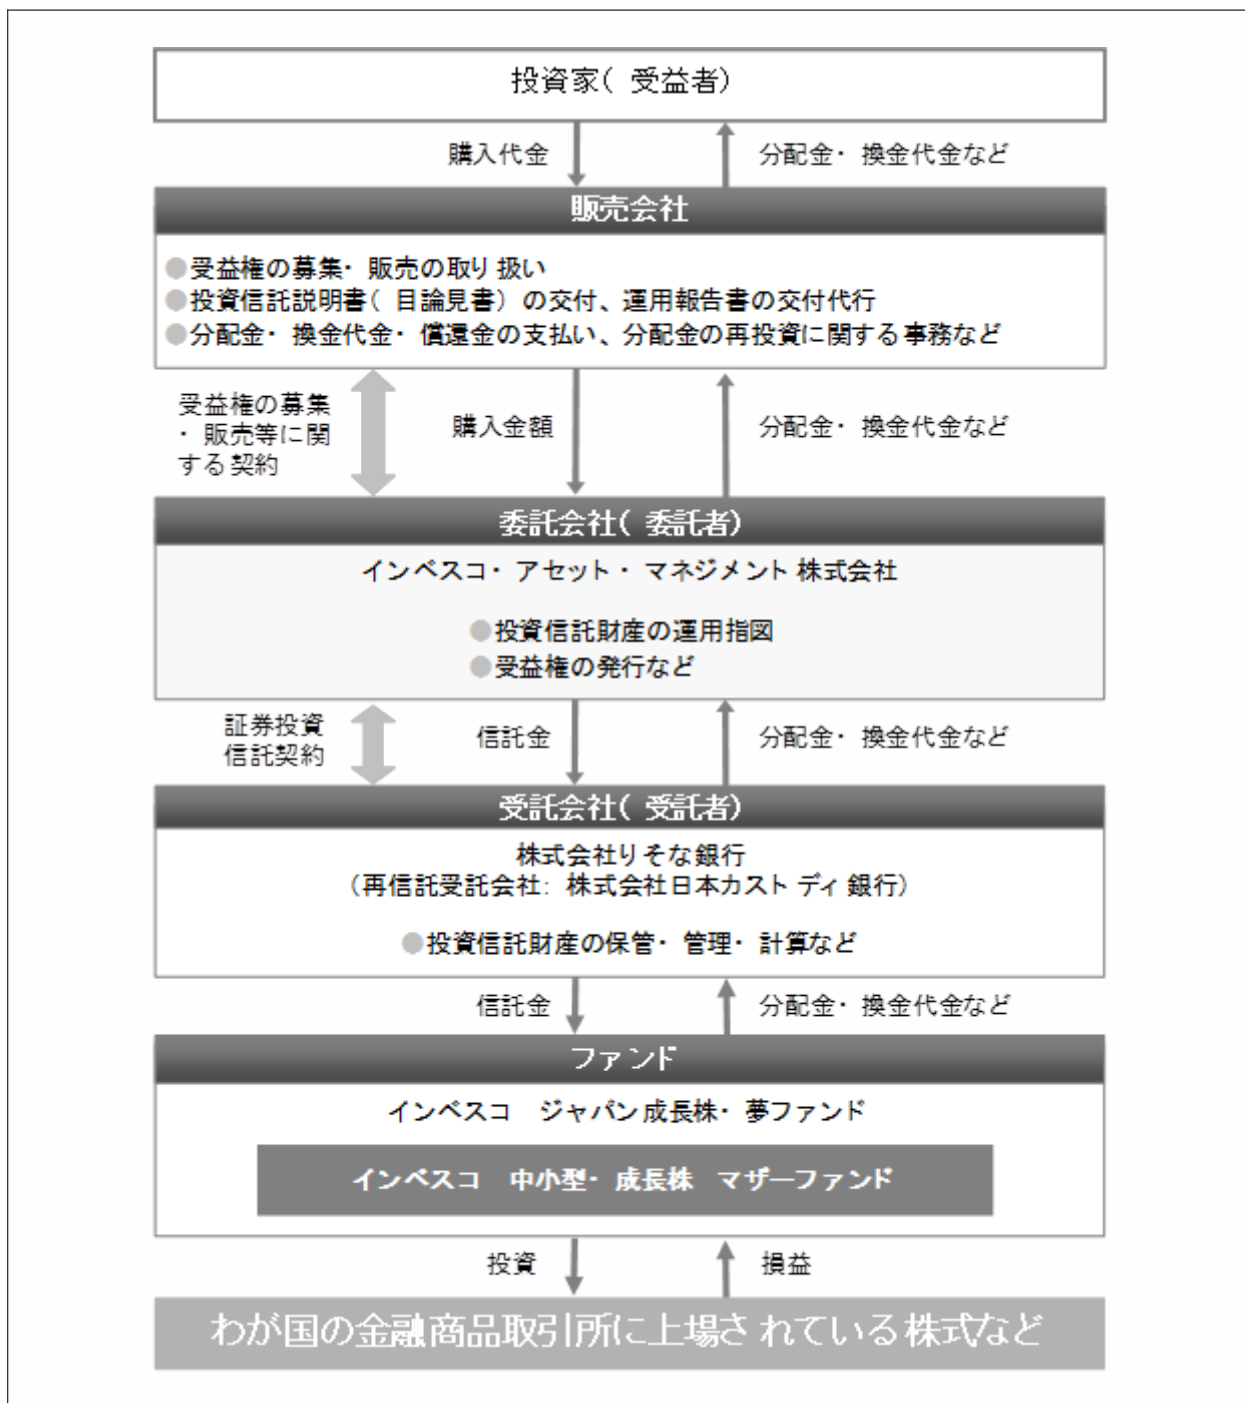 投資家(受益者)
購入代金
分配金・換金代金など
販売会社
●受益権の募集・販売の取り扱い
●投資信託説明書(目論見書)の交付、運用報告書の交付代行
●分配金・換金代金・償還金の支払い、分配金の再投資に関する事務など
受益権の募集
・販売等に関
する契約
購入金額
分配金・換金代金など
委託会社(委託者)
インベスコ・アセット・マネジメント株式会社
●投資信託財産の運用指図
●受益権の発行など
証券投資
信託契約
信託金
分配金・換金代金など
受託会社(受託者)
株式会社りそな銀行
(再信託受託会社:株式会社日本カストディ銀行)
●投資信託財産の保管・管理・計算など
信託金
分配金・換金代金など
ファンド
インベスコ ジャパン成長株・夢ファンド
インベスコ 中小型・成長株 マザーファンド
投資
損益
わが国の金融商品取引所に上場されている株式など